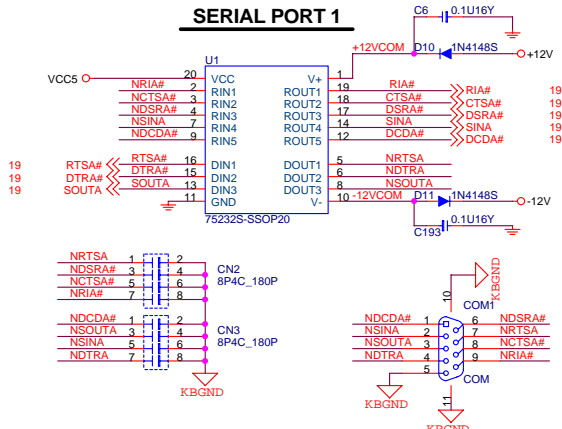 SERIAL PORT 1
C6 0.1U16Y
+12VCOM D10 1N4148S +12V
U1
VCC5 20 VCC V+ 1
NRIA# 2 RIN1 ROUT1 19 RIA# RIA# 19
NCTSA# 3 RIN2 ROUT2 18 CTSA# CTSA# 19
NDSRA# 4 RIN3 ROUT3 17 DSRA# DSRA# 19
NSINA 7 RIN4 ROUT4 14 SINA SINA 19
NDCDA# 9 RIN5 ROUT5 12 DCDA# DCDA# 19
19 RTSA# RTSA# 16 DIN1 DOUT1 5 NRTSA
19 DTRA# DTRA# 15 DIN2 DOUT2 6 NDTRA
19 SOUTA SOUTA 13 DIN3 DOUT3 8 NSOUTA
11 GND V- 10 -12VCOM D11 1N4148S -12V
75232S-SSOP20
C193 0.1U16Y
NRTSA 1 2
NDSRA# 3 4
NCTSA# 5 6
NRIA# 7 8
CN2
8P4C_180P
NDCDA# 1 2
NSOUTA 3 4
NSINA 5 6
NDTRA 7 8
CN3
8P4C_180P
KBGND
KBGND
10
COM1
NDCDA# 1 6 NDSRA#
NSINA 2 7 NRTSA
NSOUTA 3 8 NCTSA#
NDTRA 4 9 NRIA#
5
COM
KBGND
11
KBGND